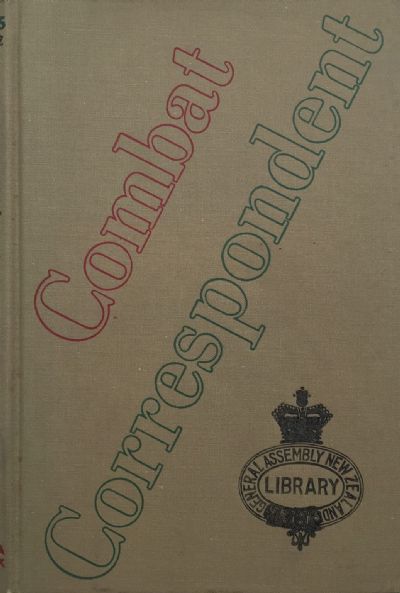 Combat
Correspondent
GENERAL ASSEMBLY NEW ZEALAND
LIBRARY